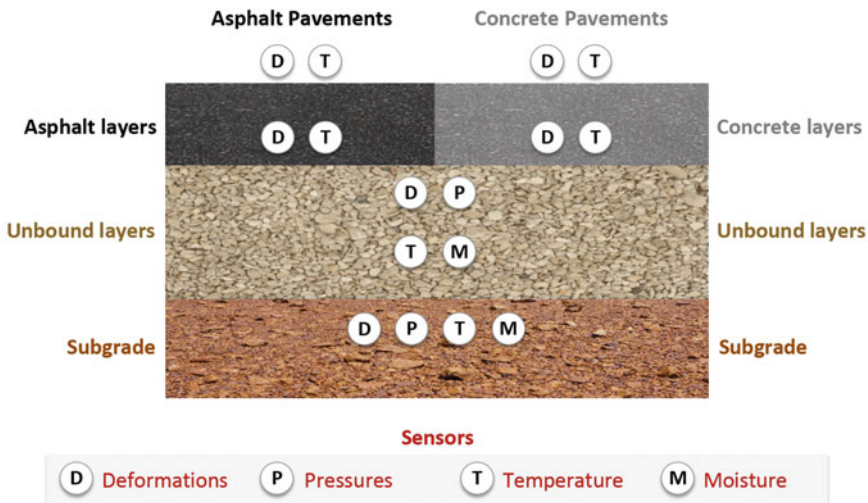 Asphalt Pavements Concrete Pavements
D T D T
Asphalt layers D T D T Concrete layers
D P
Unbound layers Unbound layers
T M
D P T M
Subgrade Subgrade
Sensors
D Deformations P Pressures T Temperature M Moisture